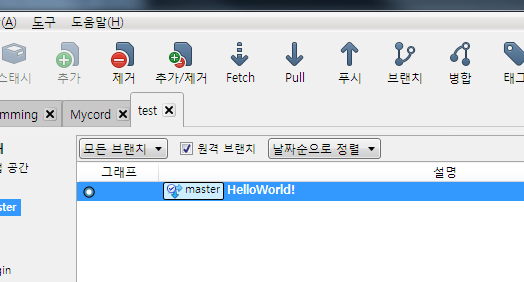 (A) 도구 도움말(H)
스태시 추가 제거 추가/제거 Fetch Pull 푸시 브랜치 병합 태그
mming Mycord test
모든 브랜치 원격 브랜치 날짜순으로 정렬
그래프 설명
master HelloWorld!
공간
ster
gin